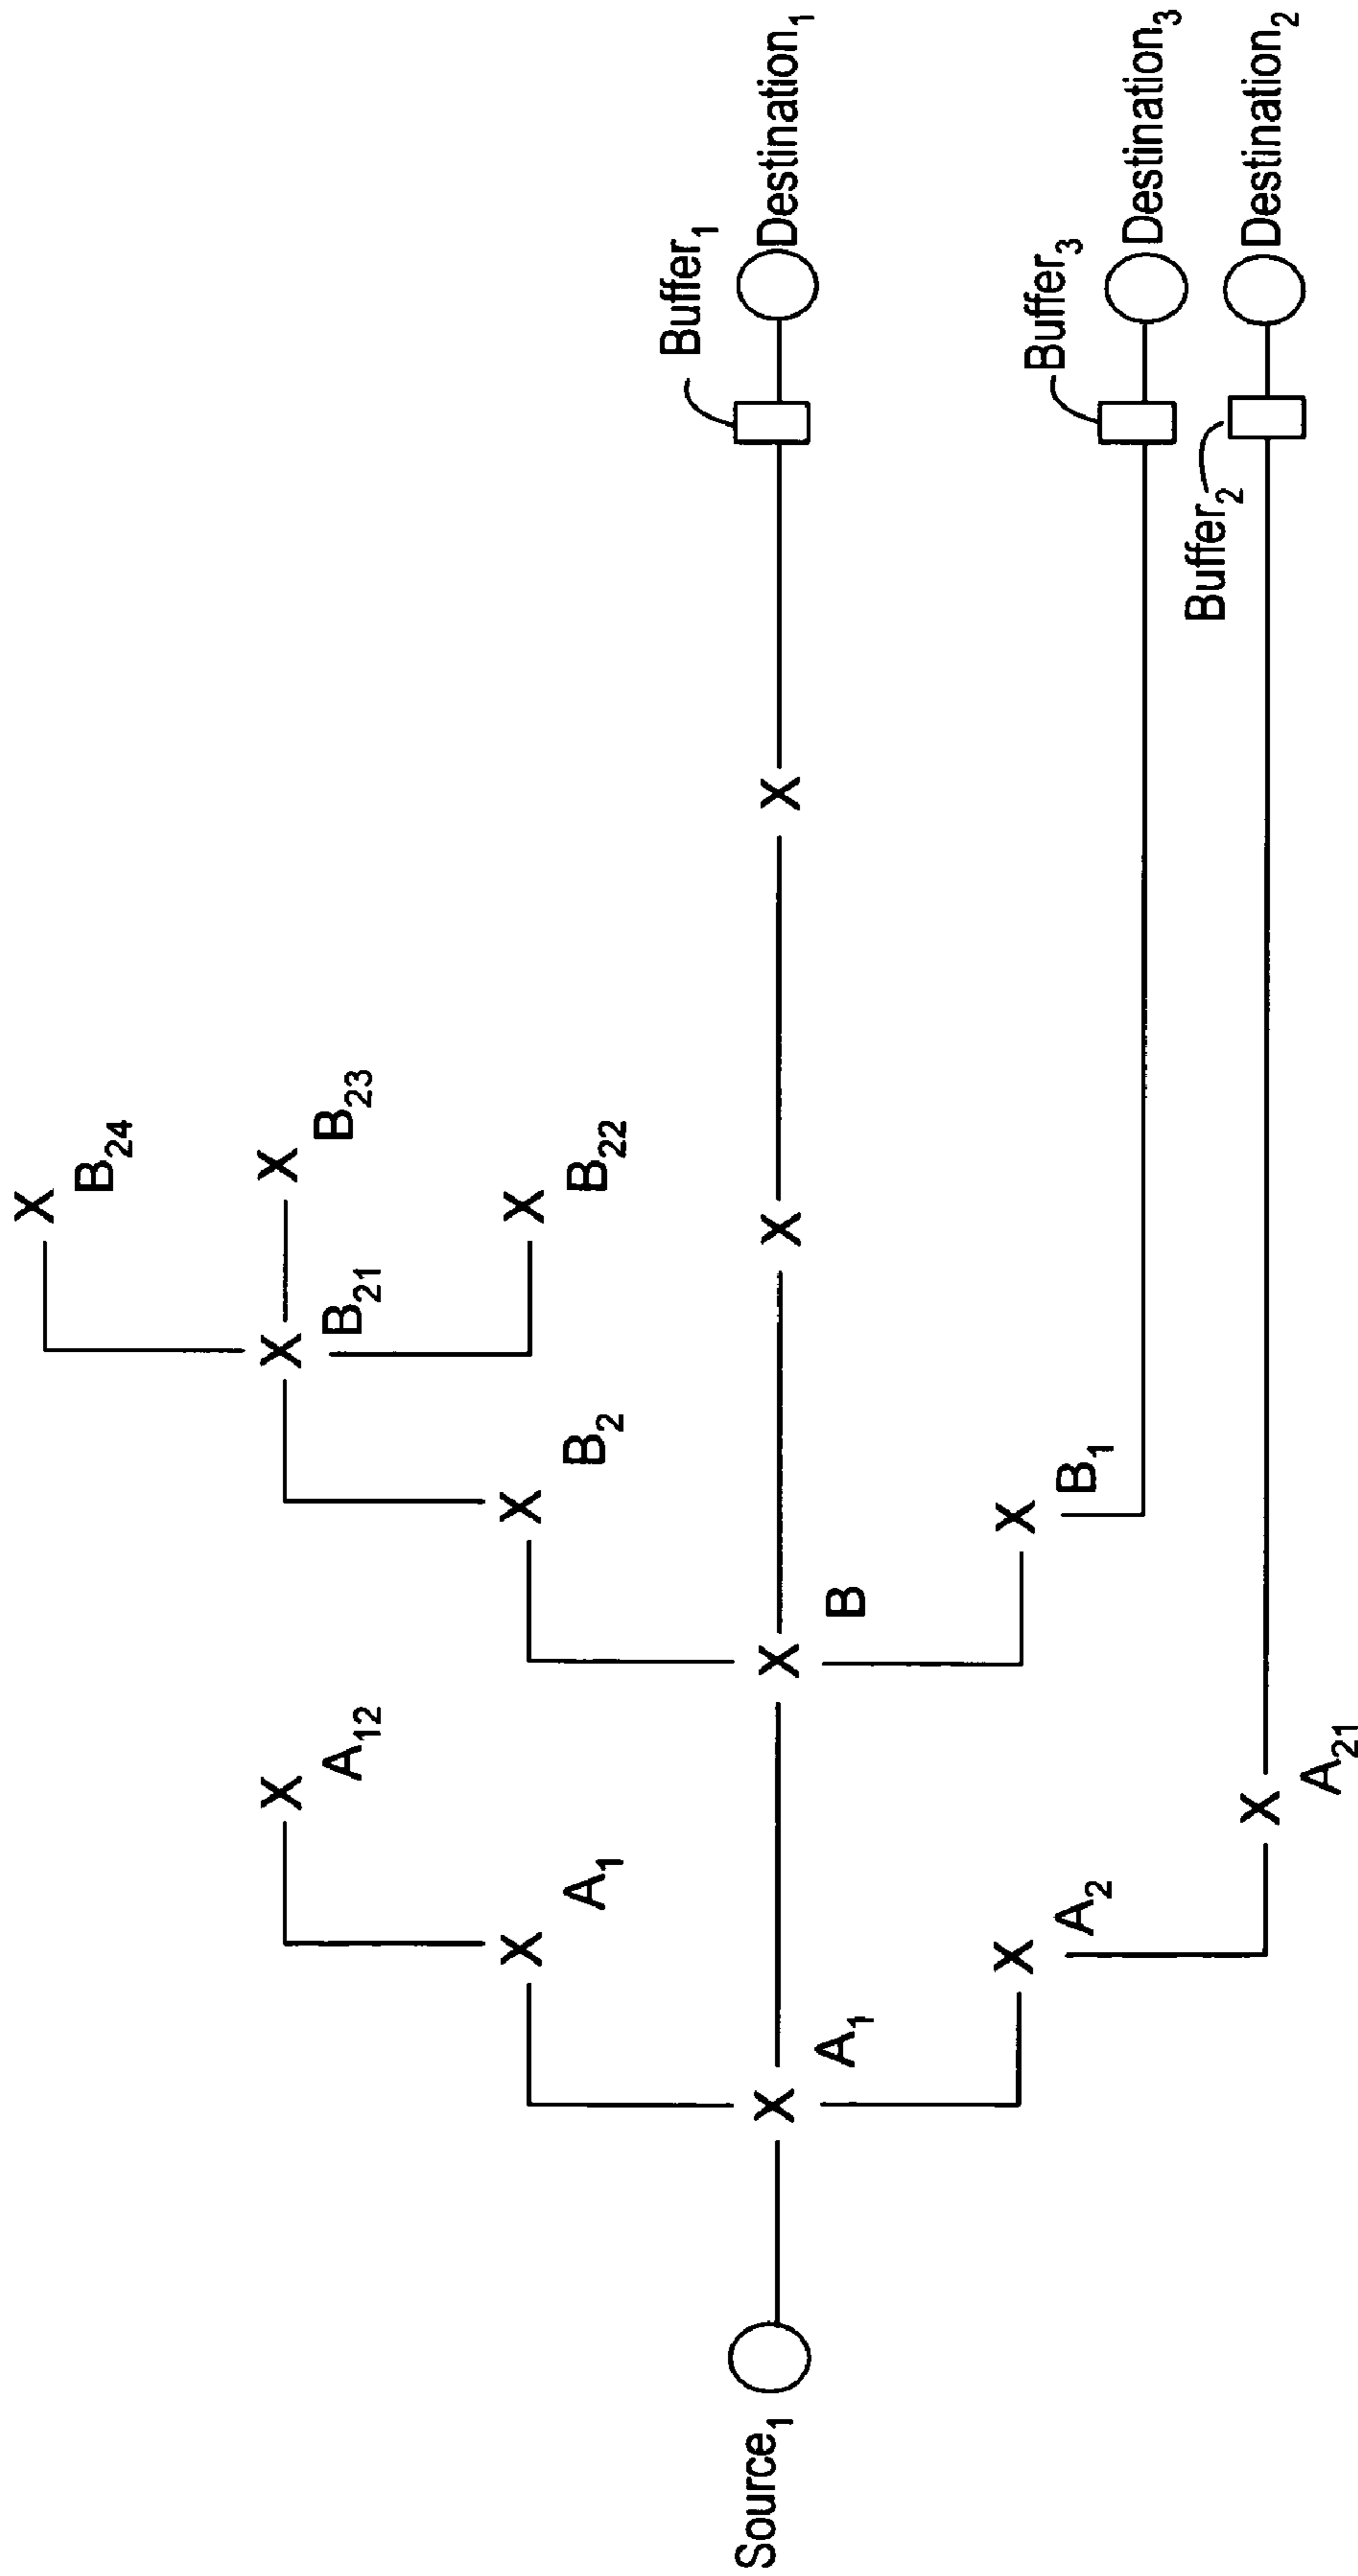 Source₁
A₁
A₁
A₁₂
A₂
A₂₁
B
B₂
B₁
B₂₁
B₂₄
B₂₃
B₂₂
Buffer₁
Destination₁
Buffer₃
Destination₃
Buffer₂
Destination₂